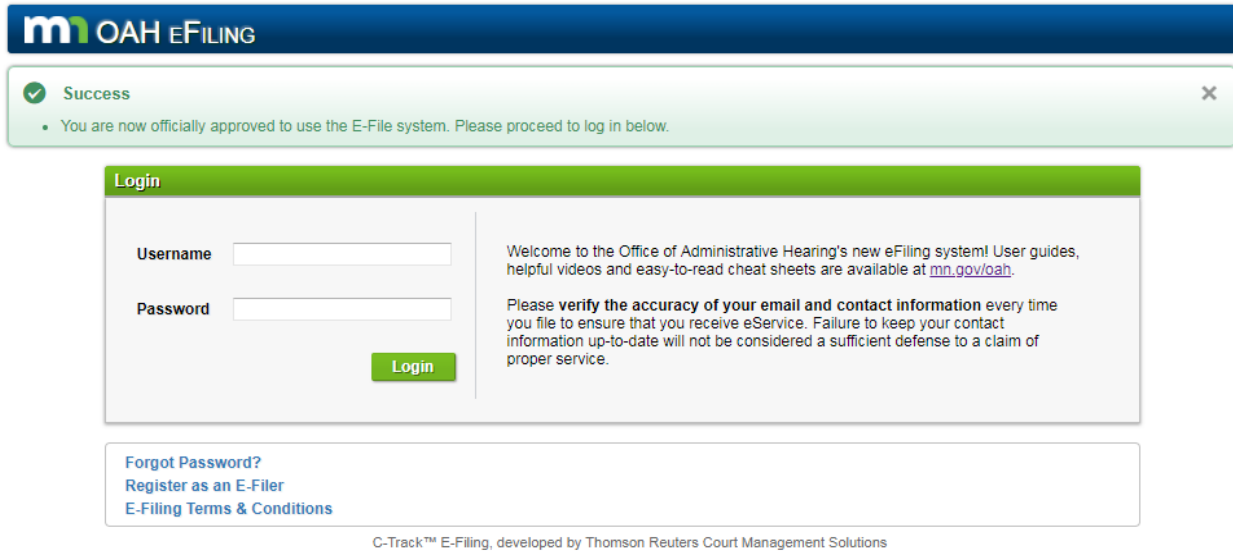 mn OAH EFILING
Success
• You are now officially approved to use the E-File system. Please proceed to log in below.
Login
Username
Password
Login
Welcome to the Office of Administrative Hearing's new eFiling system! User guides,
helpful videos and easy-to-read cheat sheets are available at mn.gov/oah.
Please verify the accuracy of your email and contact information every time
you file to ensure that you receive eService. Failure to keep your contact
information up-to-date will not be considered a sufficient defense to a claim of
proper service.
Forgot Password?
Register as an E-Filer
E-Filing Terms & Conditions
C-Track™ E-Filing, developed by Thomson Reuters Court Management Solutions